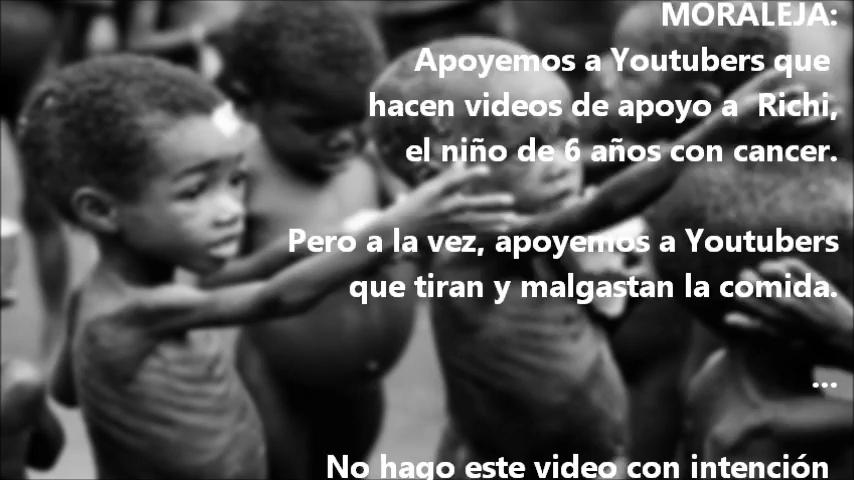 MORALEJA:
Apoyemos a Youtubers que
hacen videos de apoyo a Richi,
el niño de 6 años con cancer.
Pero a la vez, apoyemos a Youtubers
que tiran y malgastan la comida.
...
No hago este video con intención